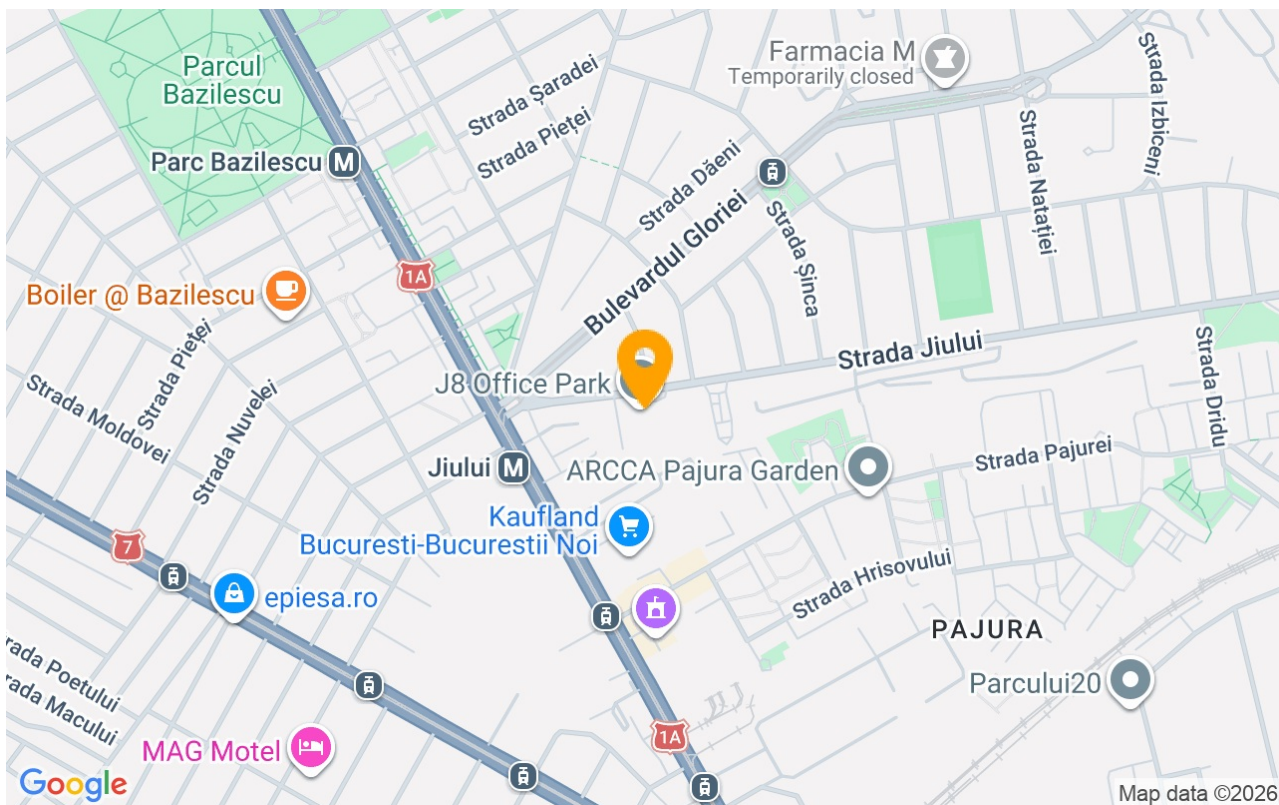 Farmacia M
Temporarily closed
Strada Izbiceni
Parcul
Bazilescu
Strada Șaradei
Strada Pieței
Parc Bazilescu
M
Strada Dăeni
Strada Natației
Bulevardul Gloriei
Strada Șinca
1A
Boiler @ Bazilescu
Strada Pieței
Strada Jiului
Strada Dridu
J8 Office Park
Strada Moldovei
Strada Nuvelei
Jiului
M
ARCCA Pajura Garden
Strada Pajurei
Kaufland
Bucuresti-Bucurestii Noi
7
epiesa.ro
Strada Hrisovului
PAJURA
rada Poetului
rada Macului
Parcului20
1A
MAG Motel
Google
Map data ©2026